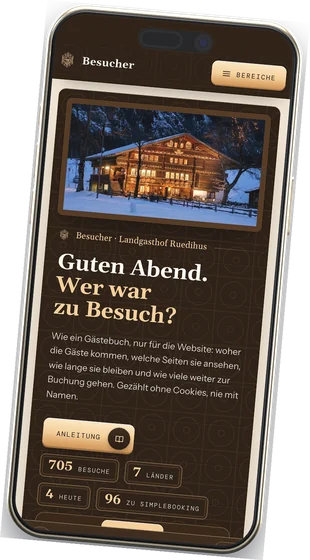 Besucher
BEREICHE
Besucher · Landgasthof Ruedihus
Guten Abend.
Wer war
zu Besuch?
Wie ein Gästebuch, nur für die Website: woher
die Gäste kommen, welche Seiten sie ansehen,
wie lange sie bleiben und wie viele weiter zur
Buchung gehen. Gezählt ohne Cookies, nie mit
Namen.
ANLEITUNG
705 BESUCHE
7 LÄNDER
4 HEUTE
96 ZU SIMPLEBOOKING